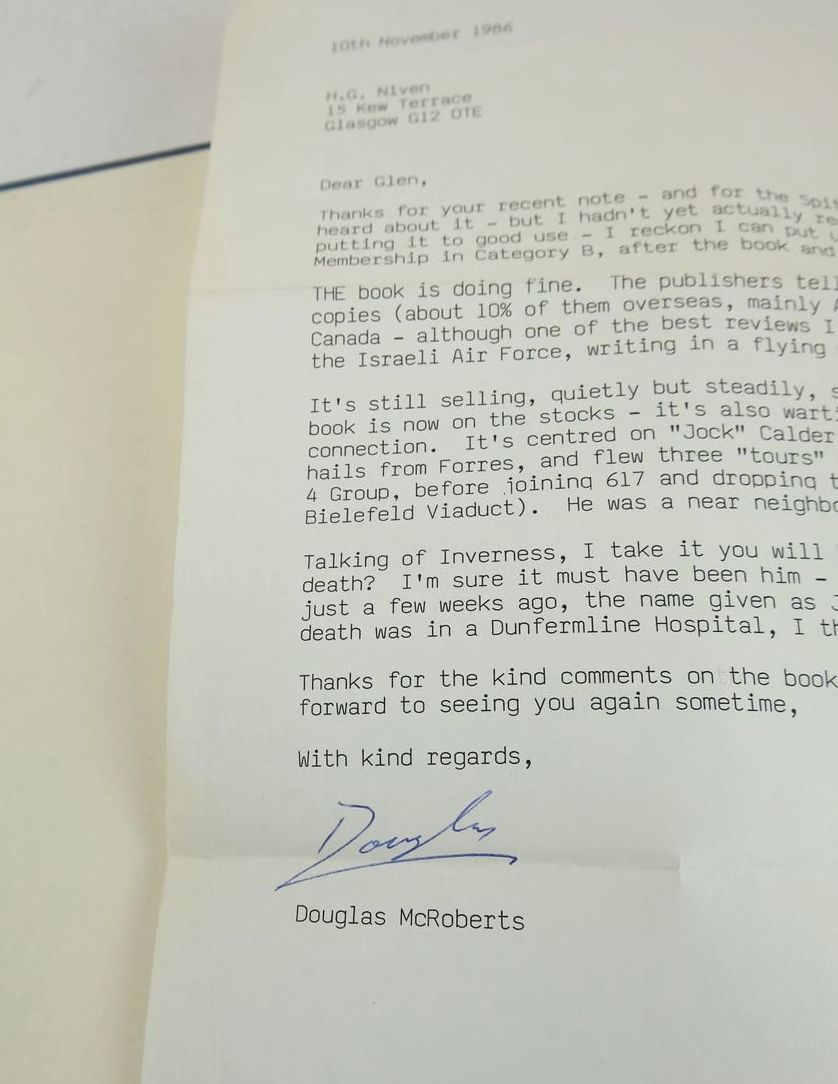 10th November 1986
H.G. Niven
15 Kew Terrace
Glasgow G12 OTE
Dear Glen,
Thanks for your recent note - and for the Spit
heard about it - but I hadn't yet actually re
putting it to good use - I reckon I can put
Membership in Category B, after the book and
THE book is doing fine.  The publishers tell
copies (about 10% of them overseas, mainly A
Canada - although one of the best reviews I
the Israeli Air Force, writing in a flying
It's still selling, quietly but steadily, s
book is now on the stocks - it's also warti
connection.  It's centred on "Jock" Calder
hails from Forres, and flew three "tours"
4 Group, before joining 617 and dropping t
Bielefeld Viaduct).  He was a near neighbo
Talking of Inverness, I take it you will
death?  I'm sure it must have been him -
just a few weeks ago, the name given as J
death was in a Dunfermline Hospital, I th
Thanks for the kind comments on the book
forward to seeing you again sometime,
With kind regards,
Douglas
Douglas McRoberts